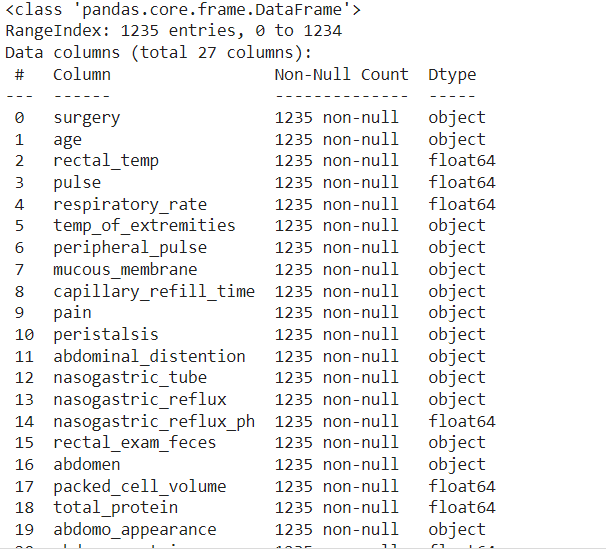 <class 'pandas.core.frame.DataFrame'>
RangeIndex: 1235 entries, 0 to 1234
Data columns (total 27 columns):
 #   Column                 Non-Null Count  Dtype
---  ------                 --------------  -----
 0   surgery                1235 non-null   object
 1   age                    1235 non-null   object
 2   rectal_temp            1235 non-null   float64
 3   pulse                  1235 non-null   float64
 4   respiratory_rate       1235 non-null   float64
 5   temp_of_extremities    1235 non-null   object
 6   peripheral_pulse       1235 non-null   object
 7   mucous_membrane        1235 non-null   object
 8   capillary_refill_time  1235 non-null   object
 9   pain                   1235 non-null   object
 10  peristalsis            1235 non-null   object
 11  abdominal_distention   1235 non-null   object
 12  nasogastric_tube       1235 non-null   object
 13  nasogastric_reflux     1235 non-null   object
 14  nasogastric_reflux_ph  1235 non-null   float64
 15  rectal_exam_feces      1235 non-null   object
 16  abdomen                1235 non-null   object
 17  packed_cell_volume     1235 non-null   float64
 18  total_protein          1235 non-null   float64
 19  abdomo_appearance      1235 non-null   object